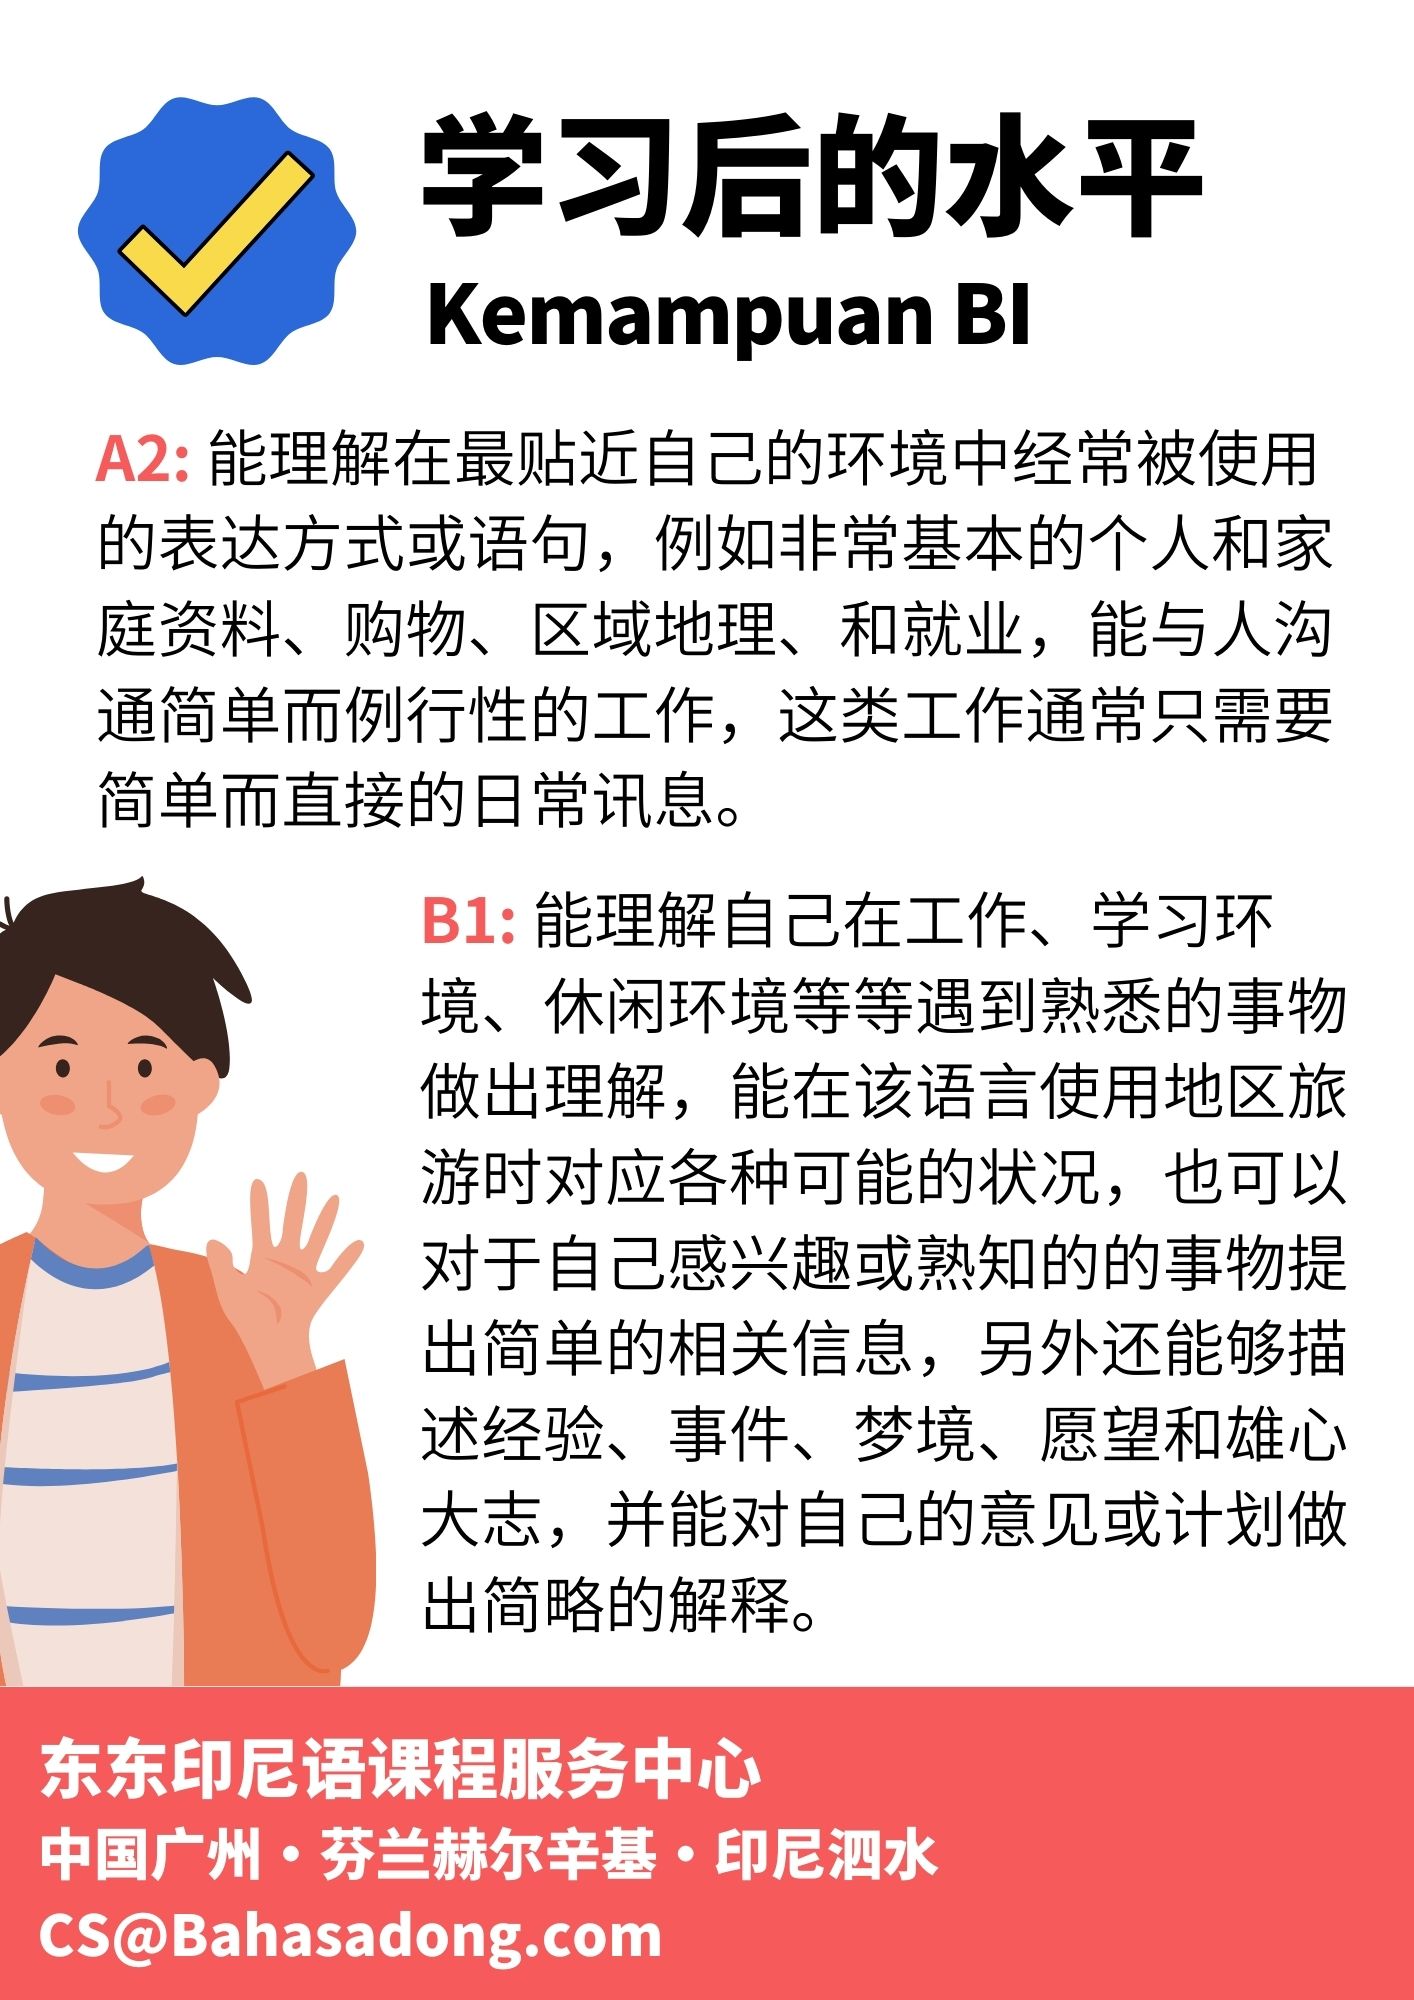 学习后的水平
Kemampuan BI
A2: 能理解在最贴近自己的环境中经常被使用
的表达方式或语句，例如非常基本的个人和家
庭资料、购物、区域地理、和就业，能与人沟
通简单而例行性的工作，这类工作通常只需要
简单而直接的日常讯息。
B1: 能理解自己在工作、学习环
境、休闲环境等等遇到熟悉的事物
做出理解，能在该语言使用地区旅
游时对应各种可能的状况，也可以
对于自己感兴趣或熟知的的事物提
出简单的相关信息，另外还能够描
述经验、事件、梦境、愿望和雄心
大志，并能对自己的意见或计划做
出简略的解释。
东东印尼语课程服务中心
中国广州・芬兰赫尔辛基・印尼泗水
CS@Bahasadong.com